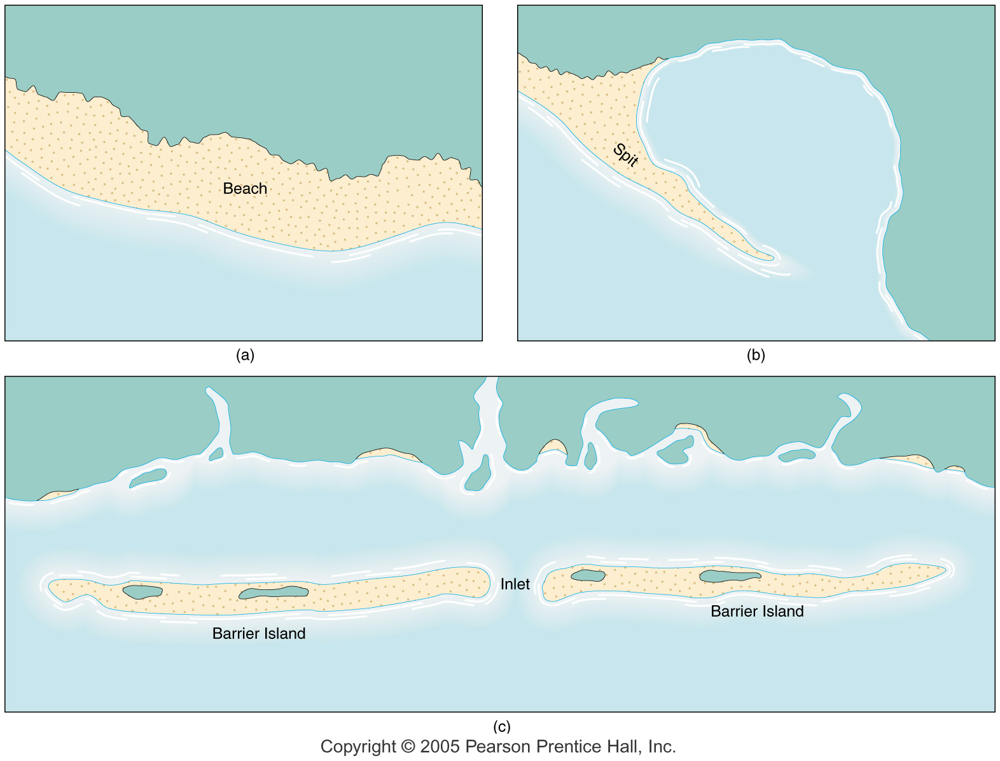 Beach
Spit
(a)
(b)
Inlet
Barrier Island
Barrier Island
(c)
Copyright © 2005 Pearson Prentice Hall, Inc.